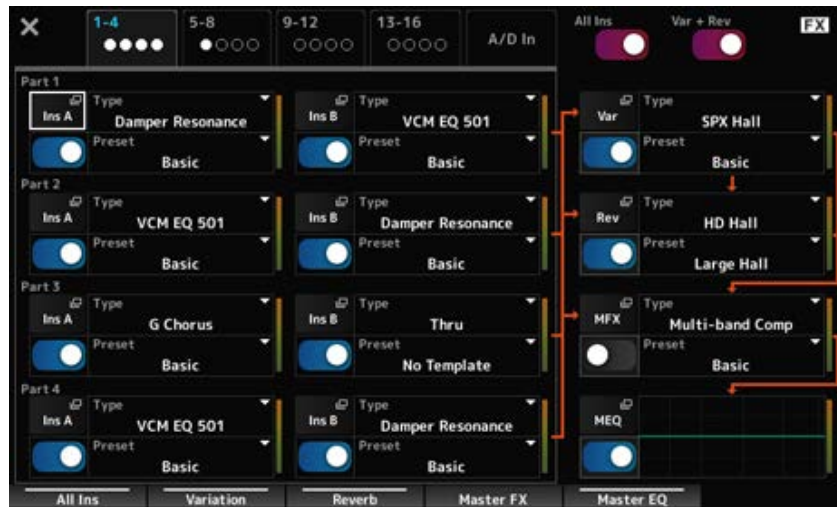 1-4 5-8 9-12 13-16 A/D In All Ins Var + Rev FX
Part 1
Ins A Type Damper Resonance
Preset Basic
Ins B Type VCM EQ 501
Preset Basic
Var Type SPX Hall
Preset Basic
Part 2
Ins A Type VCM EQ 501
Preset Basic
Ins B Type Damper Resonance
Preset Basic
Rev Type HD Hall
Preset Large Hall
Part 3
Ins A Type G Chorus
Preset Basic
Ins B Type Thru
Preset No Template
MFX Type Multi-band Comp
Preset Basic
Part 4
Ins A Type VCM EQ 501
Preset Basic
Ins B Type Damper Resonance
Preset Basic
MEQ
All Ins Variation Reverb Master FX Master EQ